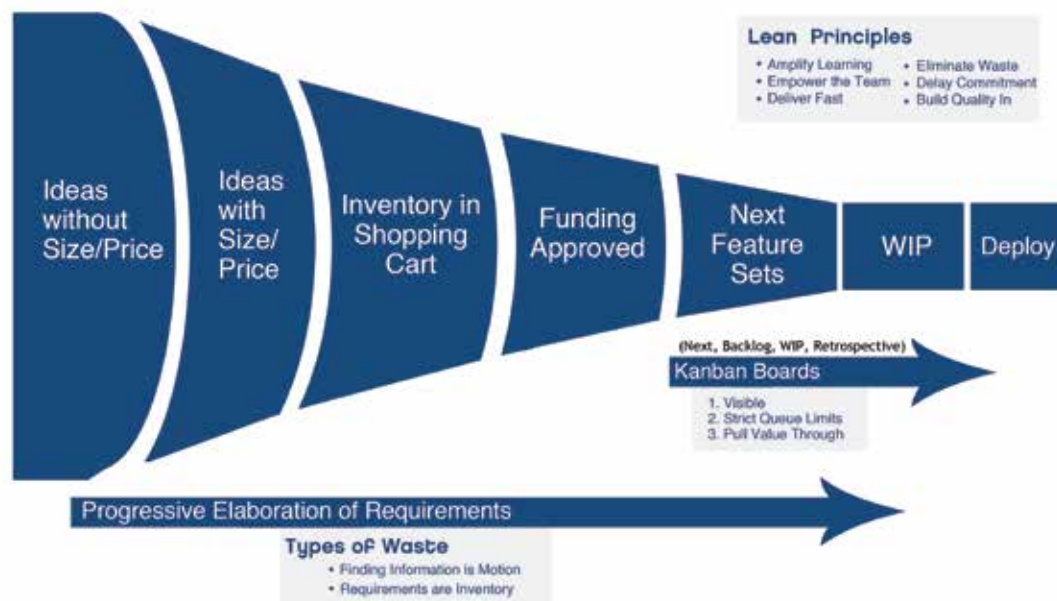 Lean Principles
• Amplify Learning
• Empower the Team
• Deliver Fast
• Eliminate Waste
• Delay Commitment
• Build Quality In
Ideas
without
Size/Price
Ideas
with
Size/
Price
Inventory in
Shopping
Cart
Funding
Approved
Next
Feature
Sets
WIP
Deploy
(Next, Backlog, WIP, Retrospective)
Kanban Boards
1. Visible
2. Strict Queue Limits
3. Pull Value Through
Progressive Elaboration of Requirements
Types of Waste
• Finding Information is Motion
• Requirements are Inventory